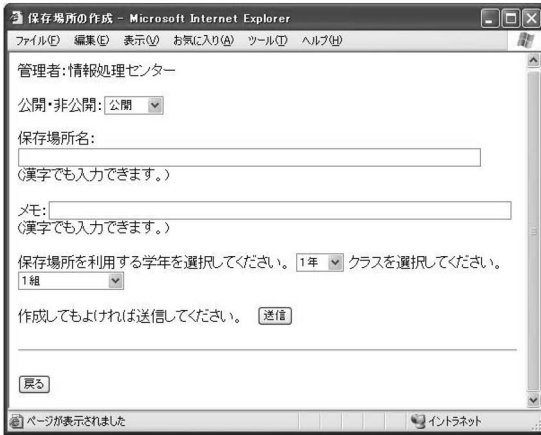 保存場所の作成 - Microsoft Internet Explorer
ファイル(F) 編集(E) 表示(V) お気に入り(A) ツール(T) ヘルプ(H)
管理者:情報処理センター
公開・非公開: 公開
保存場所名:
(漢字でも入力できます。)
メモ:
(漢字でも入力できます。)
保存場所を利用する学年を選択してください。 1年 クラスを選択してください。
1組
作成してもよければ送信してください。 送信
戻る
ページが表示されました イントラネット